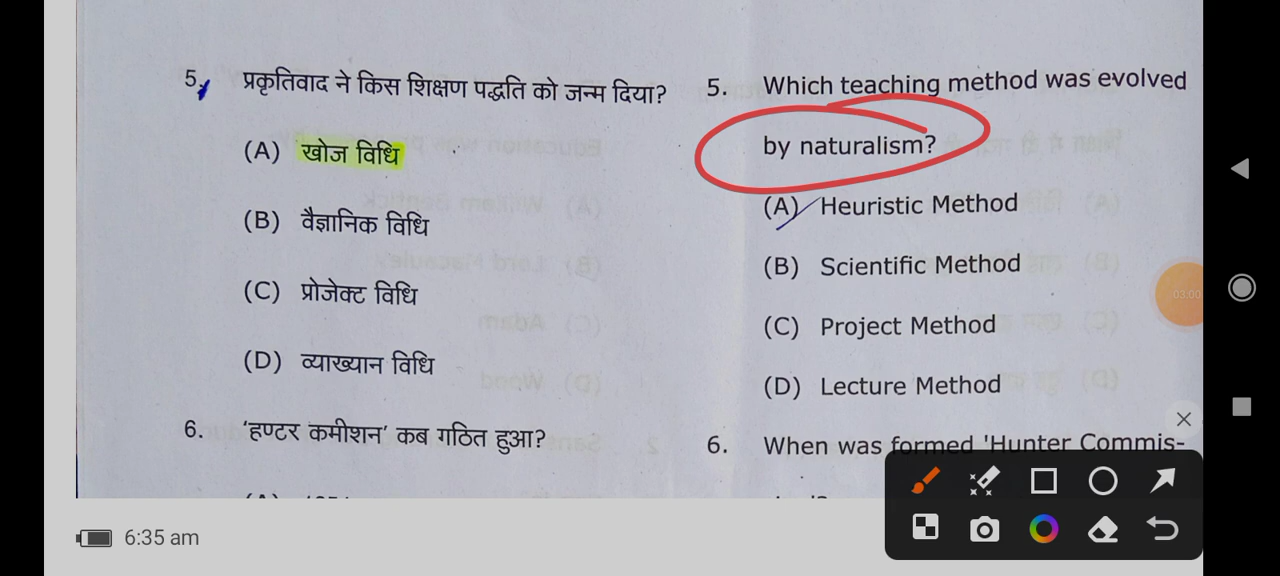 5. प्रकृतिवाद ने किस शिक्षण पद्धति को जन्म दिया?
(A) खोज विधि
(B) वैज्ञानिक विधि
(C) प्रोजेक्ट विधि
(D) व्याख्यान विधि
6. 'हण्टर कमीशन' कब गठित हुआ?
5. Which teaching method was evolved
by naturalism?
(A) Heuristic Method
(B) Scientific Method
(C) Project Method
(D) Lecture Method
6. When was formed 'Hunter Commis-
03:00
6:35 am